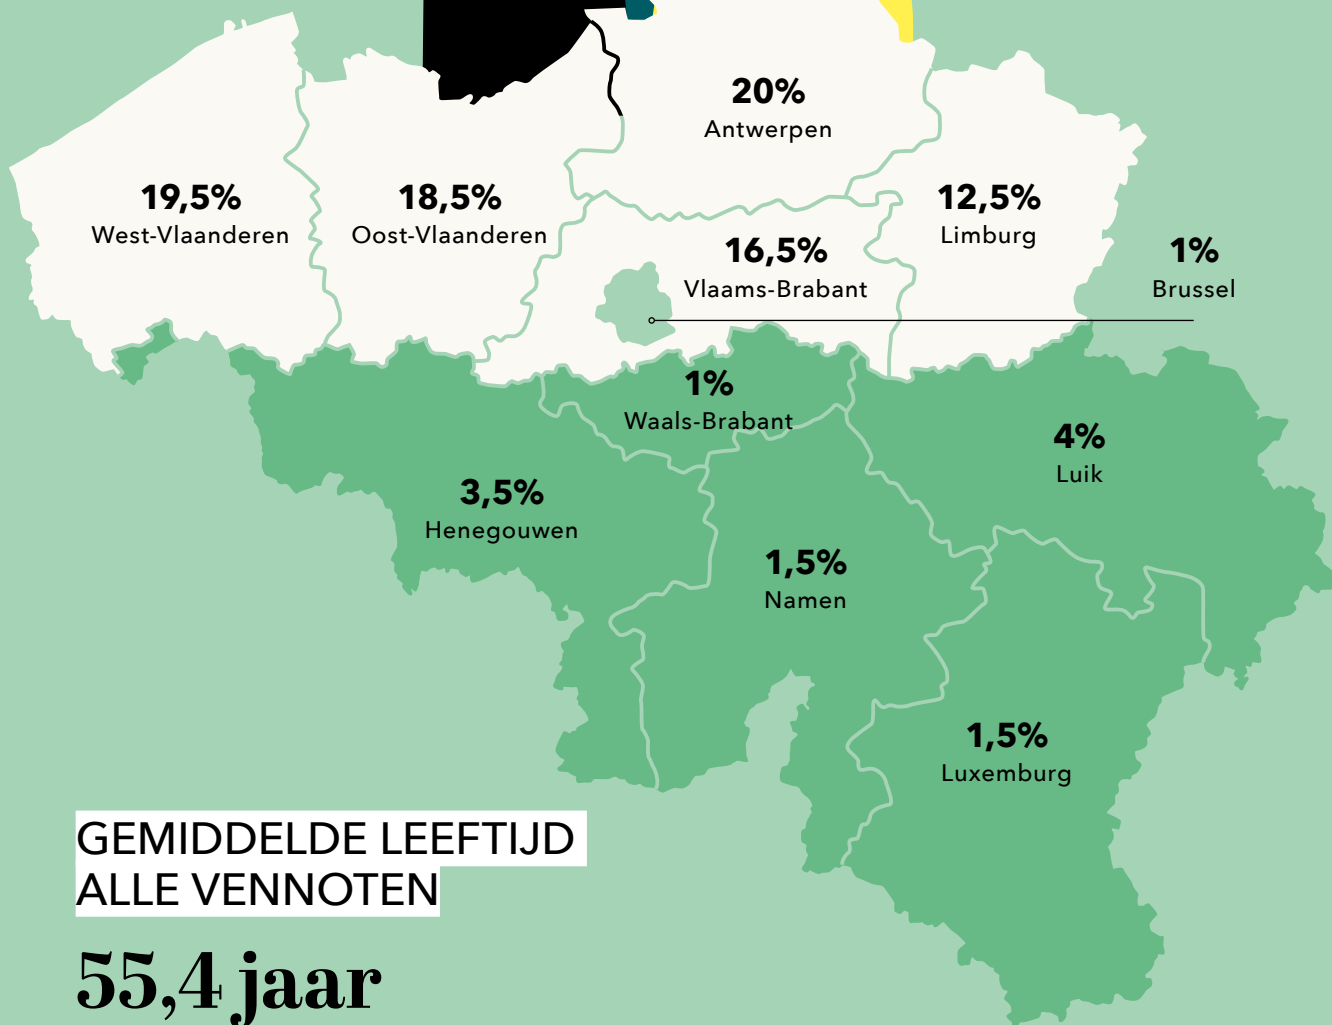 20%
Antwerpen
19,5%
West-Vlaanderen
18,5%
Oost-Vlaanderen
12,5%
Limburg
16,5%
Vlaams-Brabant
1%
Brussel
1%
Waals-Brabant
4%
Luik
3,5%
Henegouwen
1,5%
Namen
1,5%
Luxemburg
GEMIDDELDE LEEFTIJD
ALLE VENNOTEN
55,4 jaar